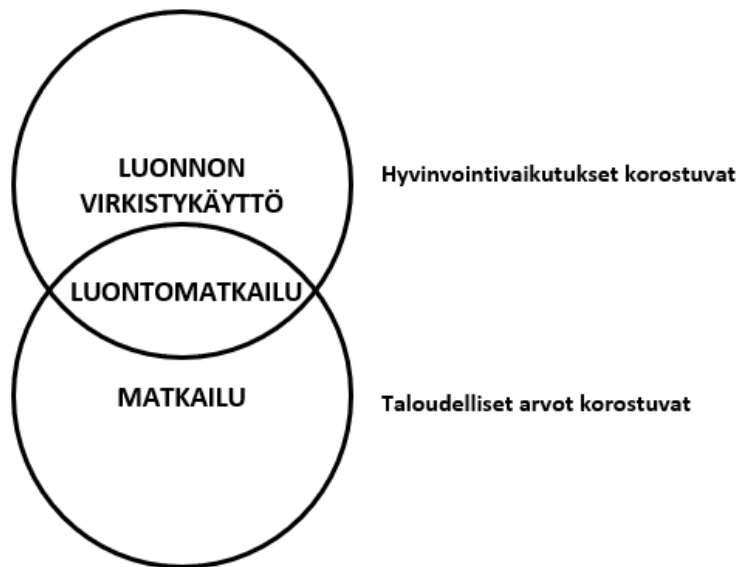 LUONNON
VIRKISTYKÄYTTÖ
Hyvinvointivaikutukset korostuvat
LUONTOMATKAILU
MATKAILU
Taloudelliset arvot korostuvat